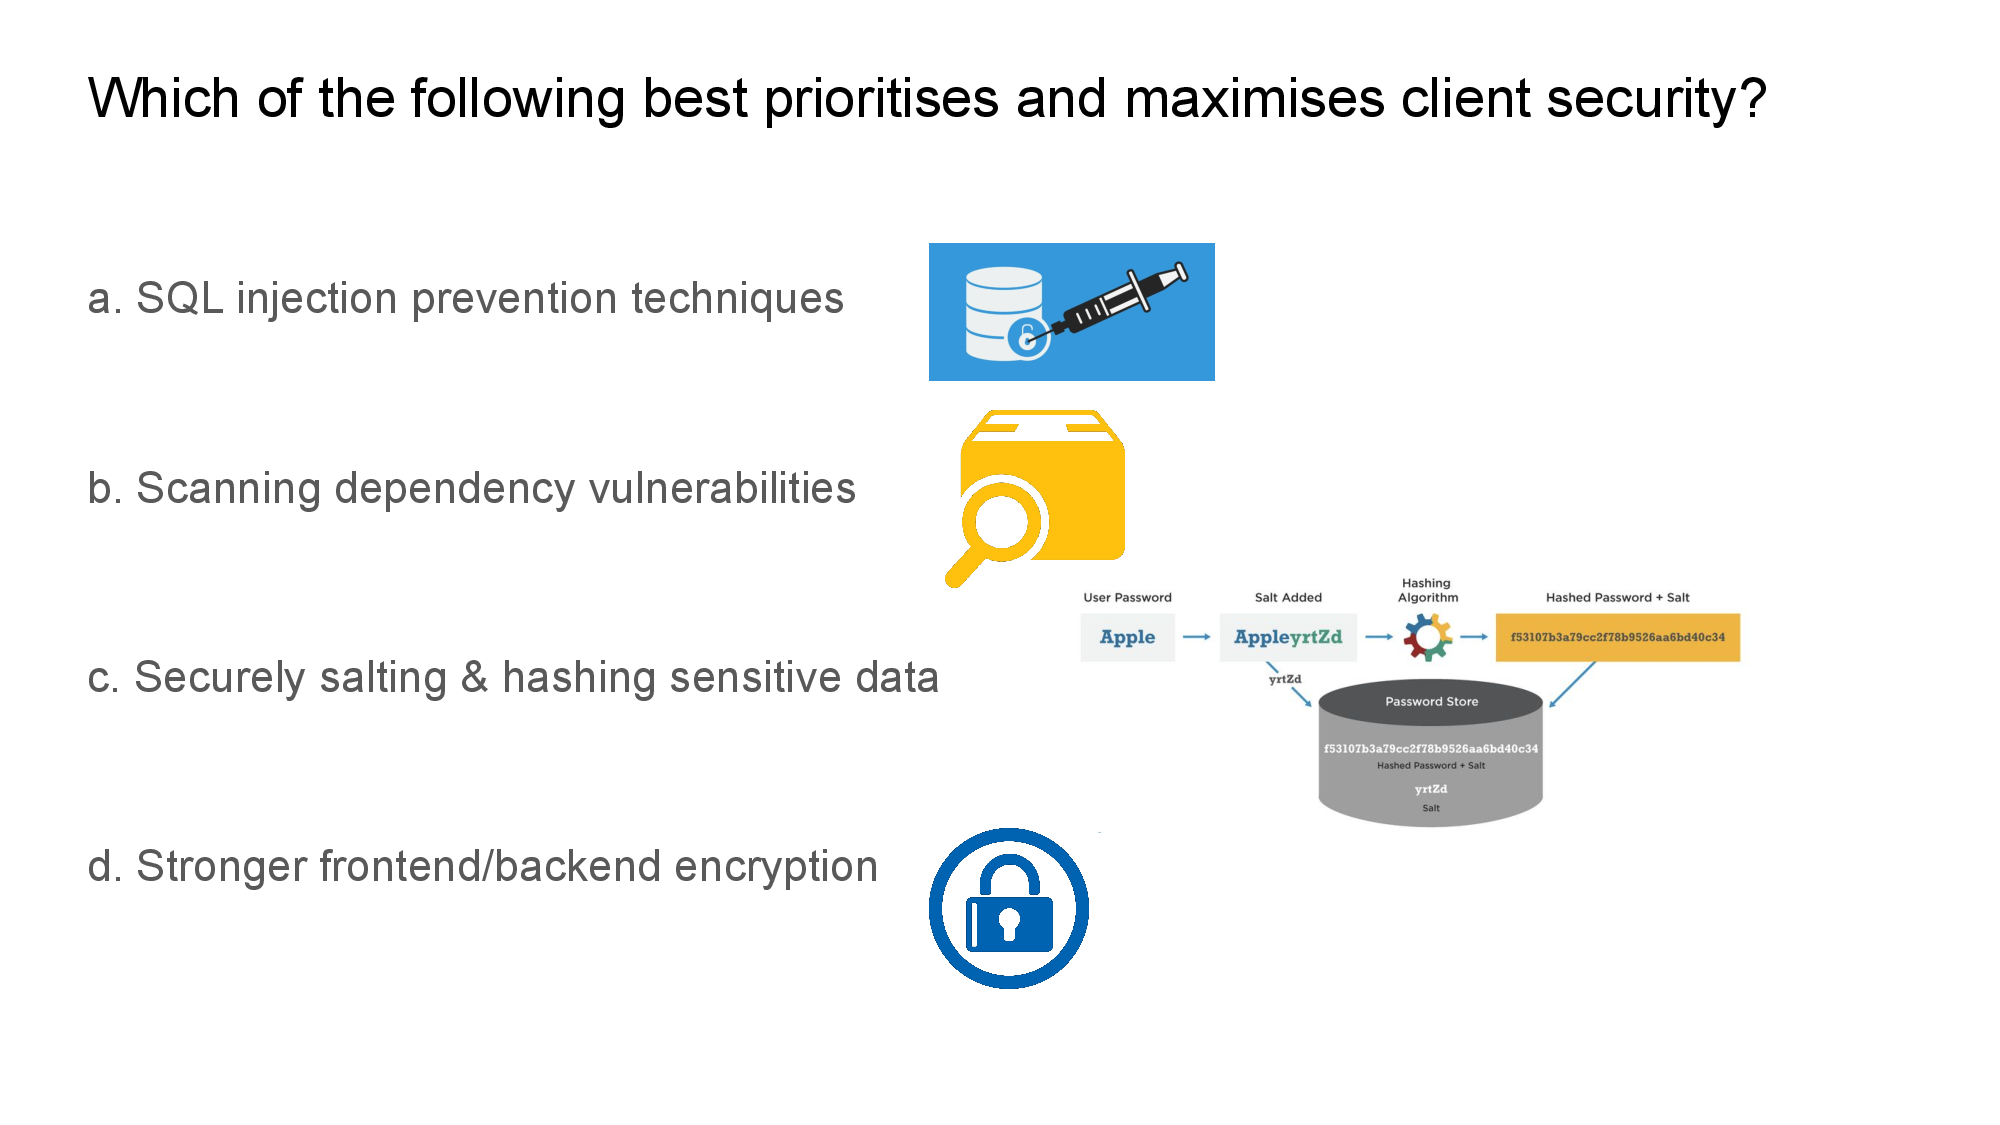 Which of the following best prioritises and maximises client security?
a. SQL injection prevention techniques
b. Scanning dependency vulnerabilities
User Password
Salt Added
Hashing
Algorithm
Hashed Password + Salt
Apple
AppleyrtZd
f53107b3a79cc2f78b9526aa6bd40c34
c. Securely salting & hashing sensitive data
yrtZd
Password Store
f53107b3a79cc2f78b9526aa6bd40c34
Hashed Password + Salt
yrtZd
Salt
d. Stronger frontend/backend encryption